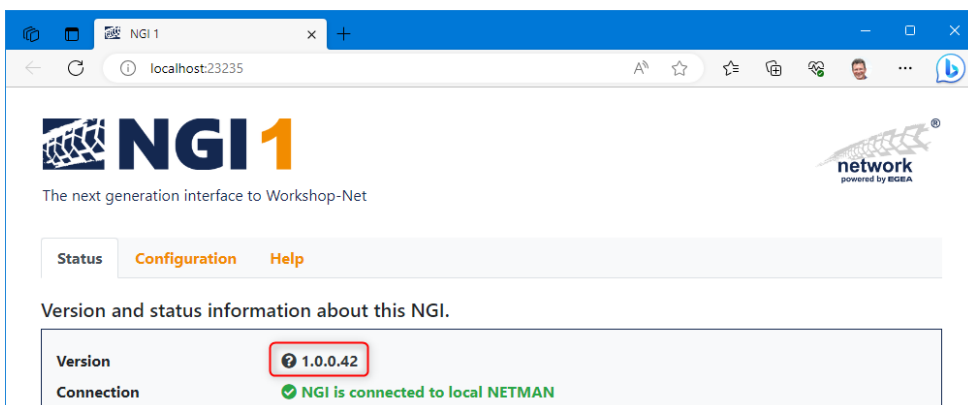 NGI 1
localhost:23235
NGI 1
®
network
powered by EGEA
The next generation interface to Workshop-Net
Status Configuration Help
Version and status information about this NGI.
Version 1.0.0.42
Connection NGI is connected to local NETMAN